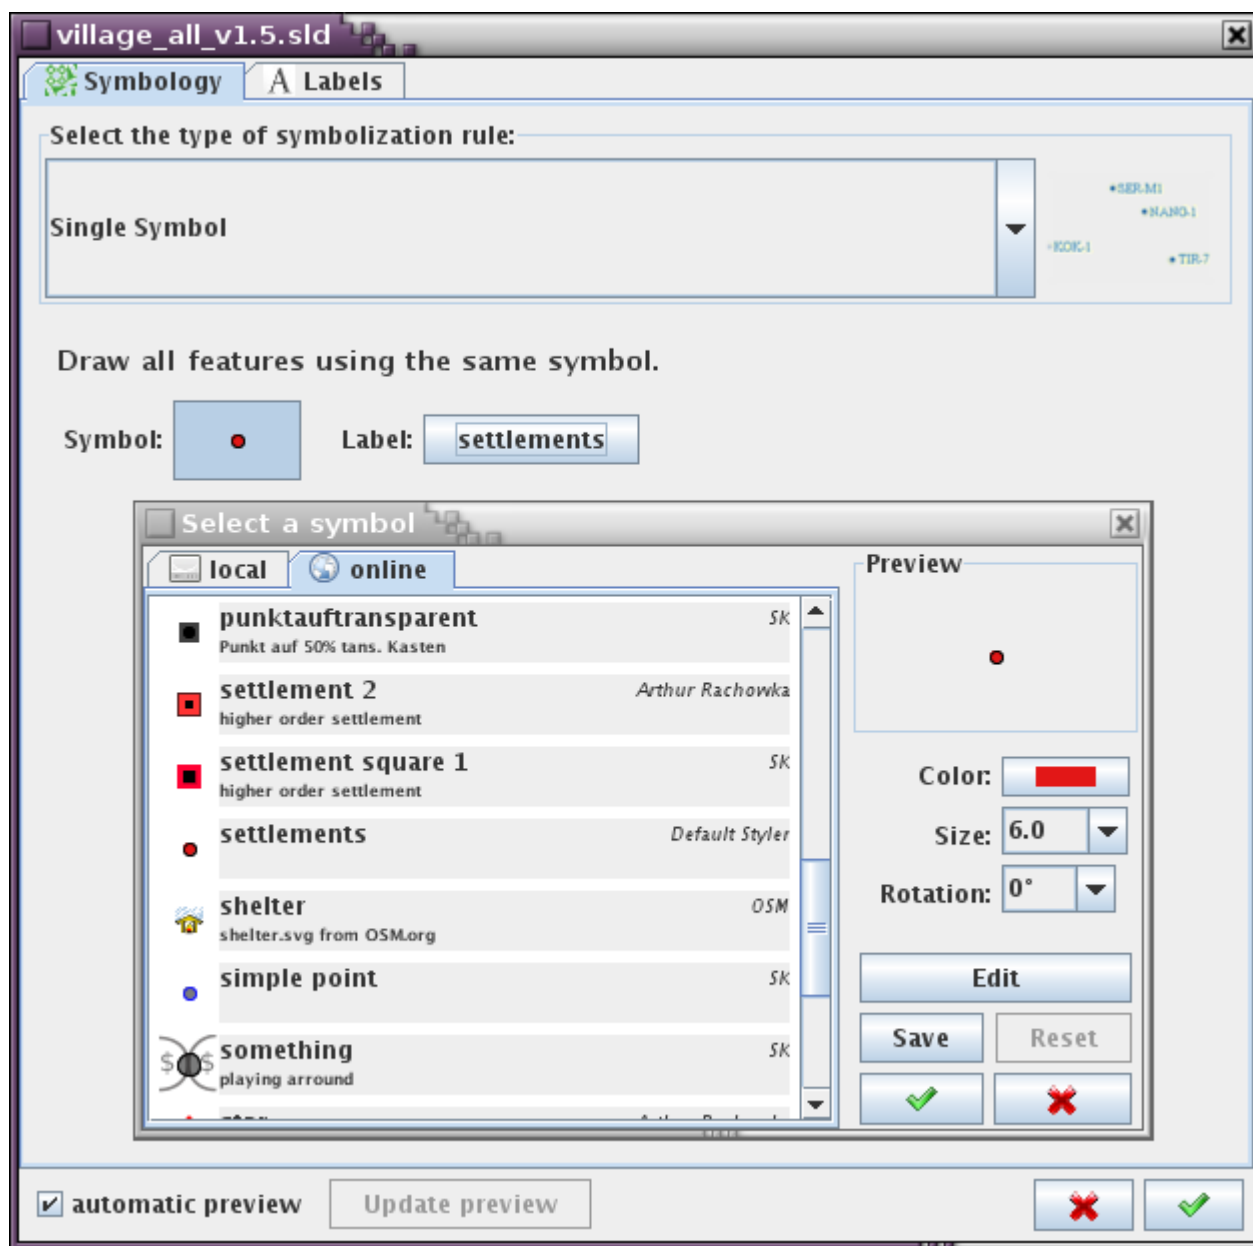 village_all_v1.5.sld
Symbology
A Labels
Select the type of symbolization rule:
Single Symbol
SER-M1
NANO-1
KOK-1
TIR-7
Draw all features using the same symbol.
Symbol:
Label:
settlements
Select a symbol
local
online
punktauftransparent
SK
Punkt auf 50% tans. Kasten
settlement 2
Arthur Rachowka
higher order settlement
settlement square 1
SK
higher order settlement
settlements
Default Styler
shelter
OSM
shelter.svg from OSM.org
simple point
SK
$ $
something
SK
playing arround
Preview
Color:
Size: 6.0
Rotation: 0°
Edit
Save
Reset
automatic preview
Update preview